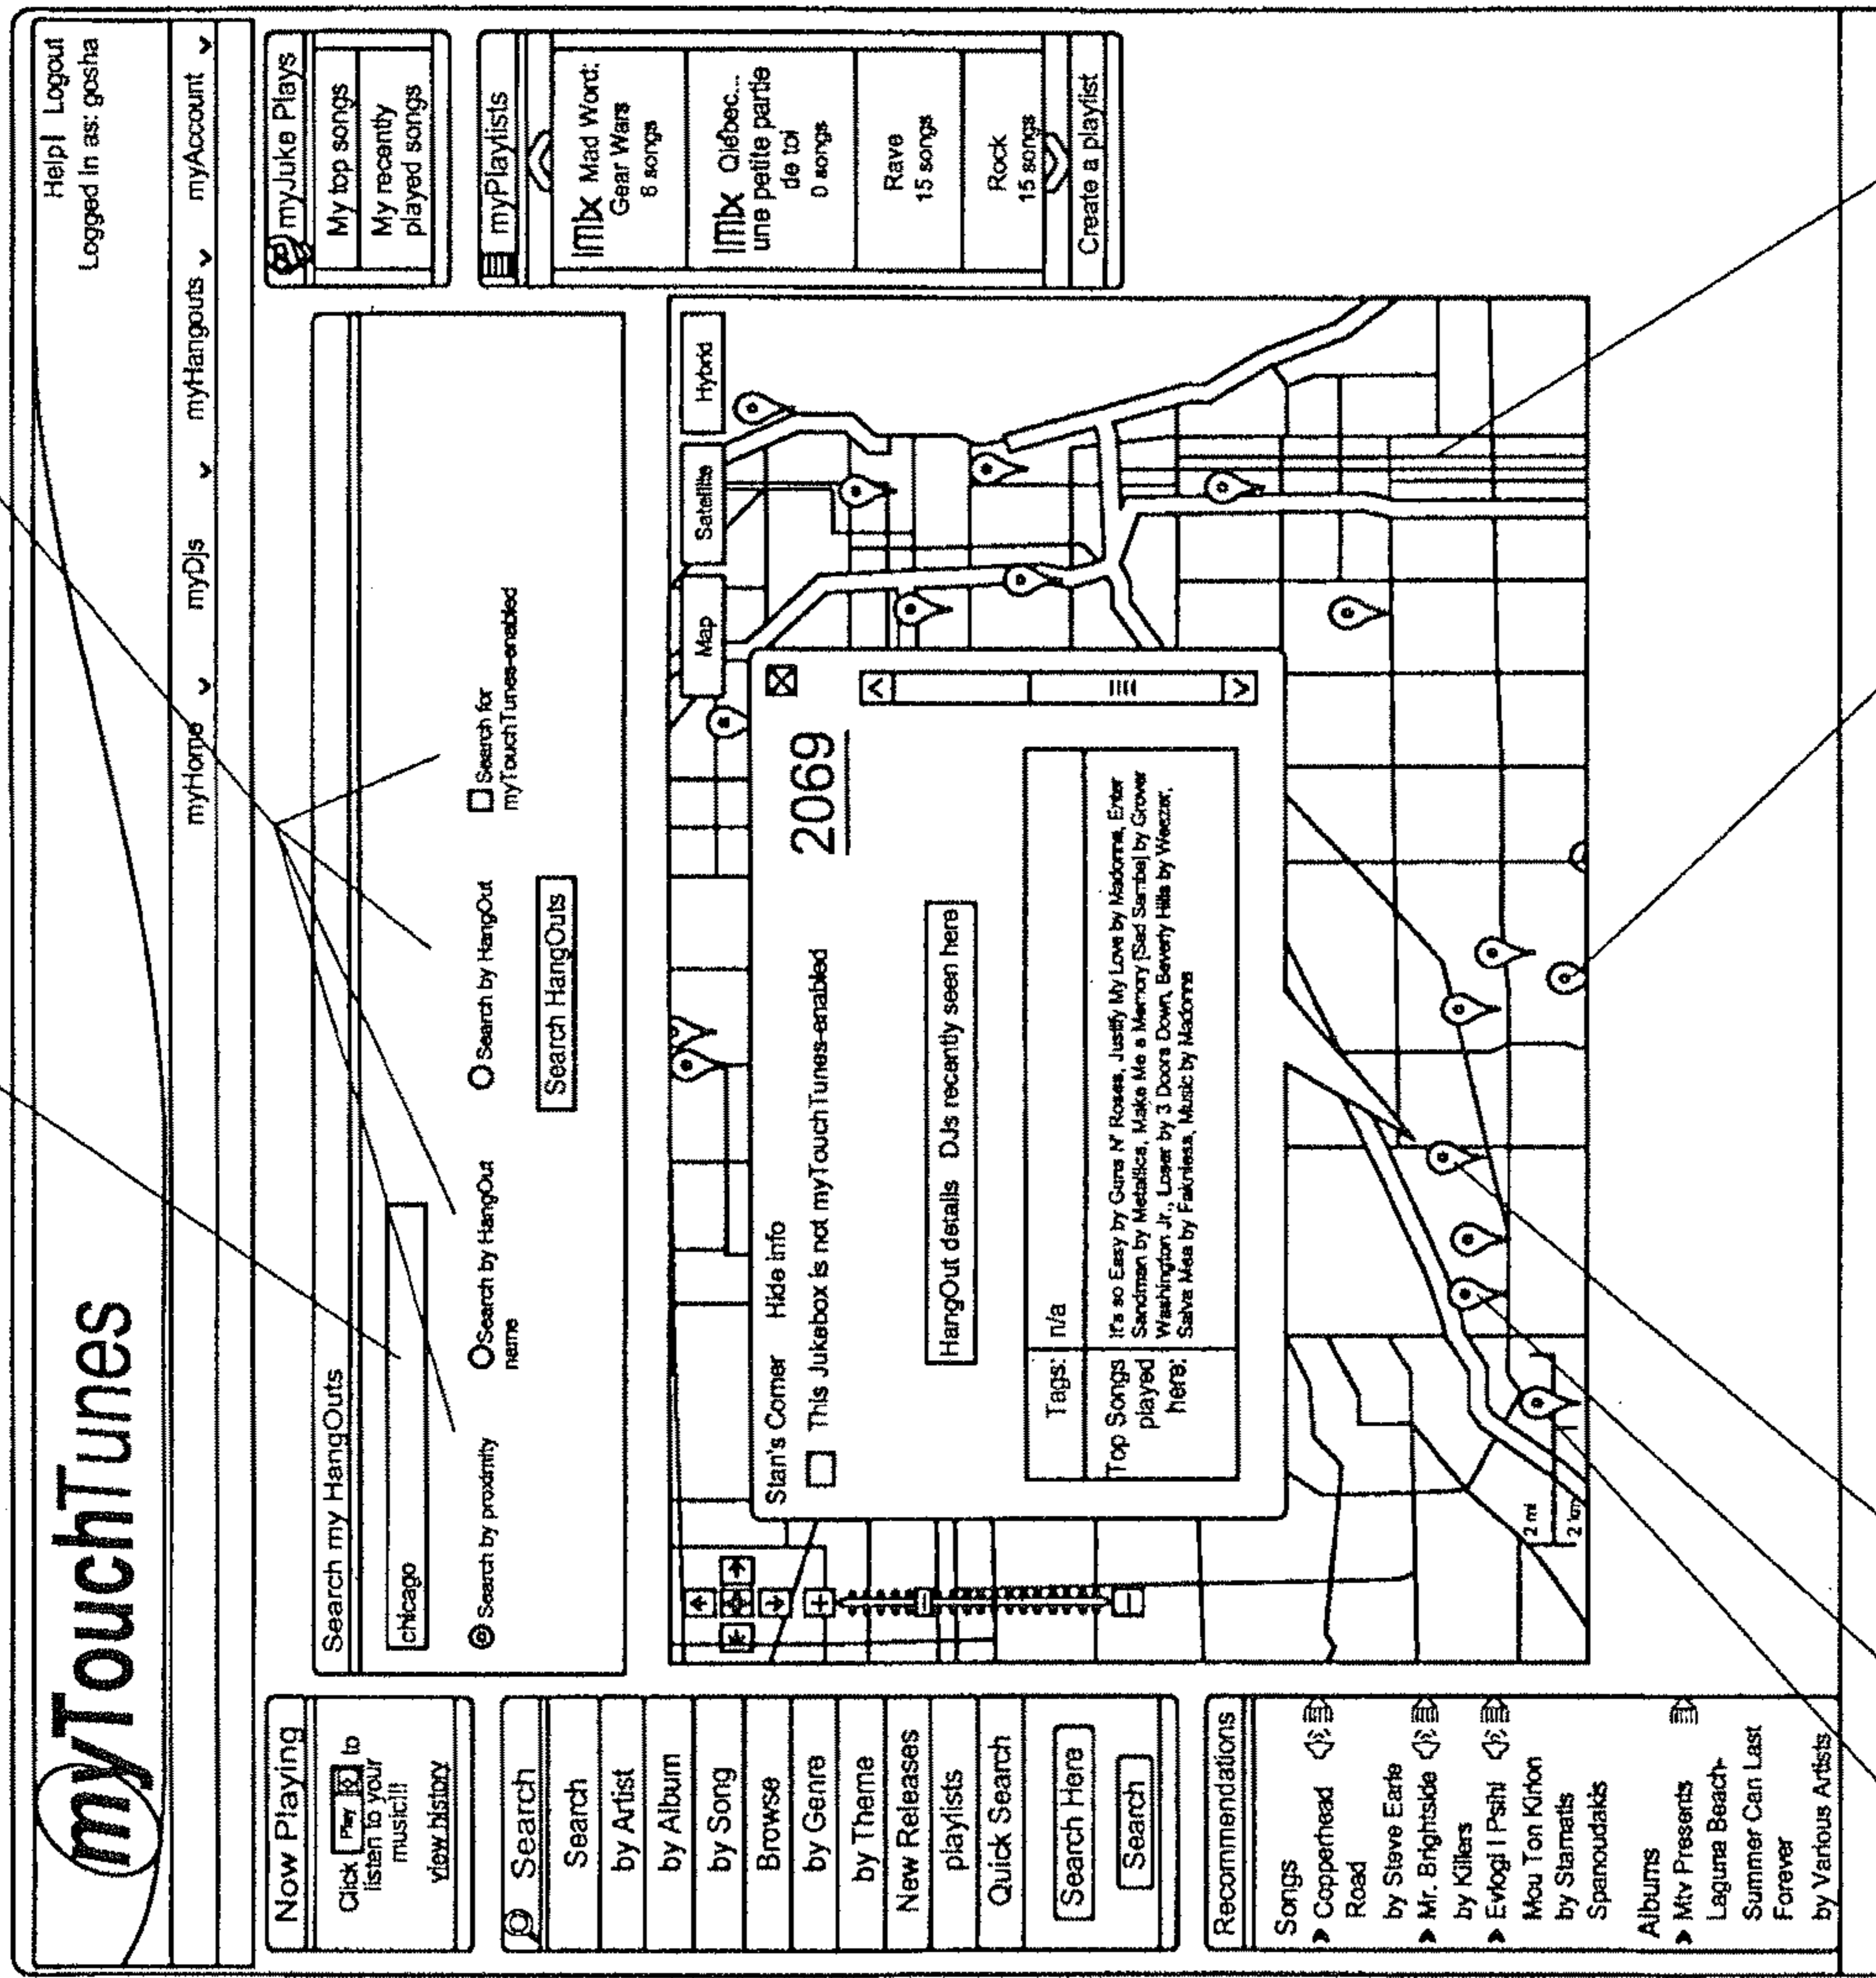 myTouchTunes
Help| Logout
Logged in as: gosha
myHome
myDJs
myHangouts
myAccount
Now Playing
Click Play to
listen to your
music!!!
view history
Search
Search
by Artist
by Album
by Song
Browse
by Genre
by Theme
New Releases
playlists
Quick Search
Search Here
Search
Recommendations
Songs
Copperhead
Road
by Steve Earle
Mr. Brightside
by Killers
Evlogi I Psihi
Mou Ton Kirion
by Stamatis
Spanoudakis
Albums
Mtv Presents
Laguna Beach-
Summer Can Last
Forever
by Various Artists
Search my HangOuts
chicago
Search by proximity
Search by HangOut
name
Search by HangOut
Search for
myTouchTunes-enabled
Search HangOuts
Map
Satellite
Hybrid
Stan's Corner Hide info
2069
This Jukebox is not myTouchTunes-enabled
HangOut details DJs recently seen here
Tags: n/a
Top Songs
played
here:
It's so Easy by Guns N' Roses, Justify My Love by Madonna, Enter
Sandman by Metallica, Make Me a Memory [Sad Samba] by Grover
Washington Jr., Loser by 3 Doors Down, Beverly Hills by Weezer,
Salva Mea by Faithless, Music by Madonna
2 mi
2 km
myJuke Plays
My top songs
My recently
played songs
myPlaylists
Mix Mad Word:
Gear Wars
6 songs
Mix Qiébec...
une petite partie
de toi
0 songs
Rave
15 songs
Rock
15 songs
Create a playlist